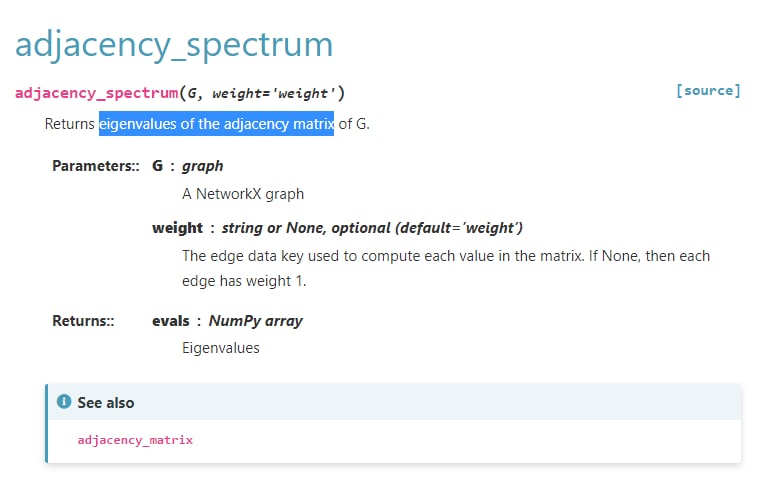 adjacency_spectrum
adjacency_spectrum(G, weight='weight') [source]
Returns eigenvalues of the adjacency matrix of G.
Parameters:: G : graph
A NetworkX graph
weight : string or None, optional (default='weight')
The edge data key used to compute each value in the matrix. If None, then each
edge has weight 1.
Returns:: evals : NumPy array
Eigenvalues
See also
adjacency_matrix